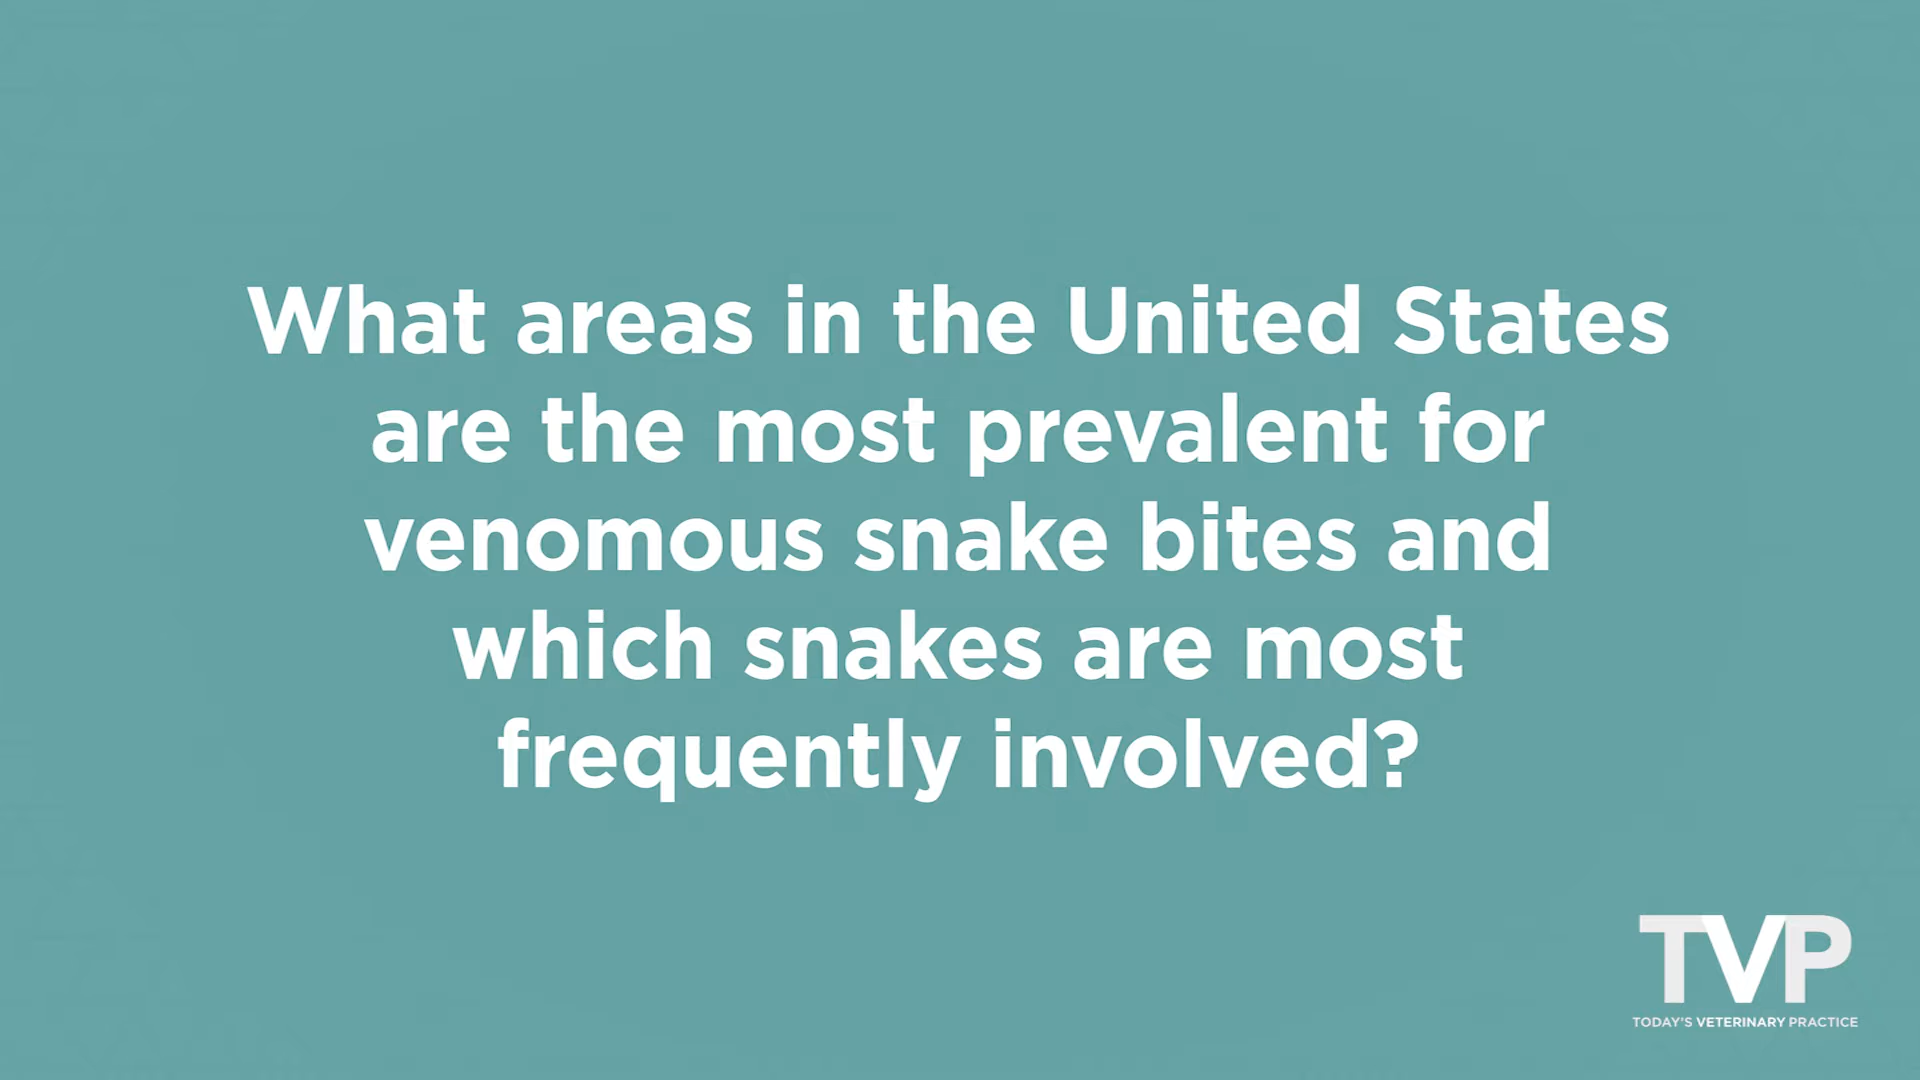 What areas in the United States
are the most prevalent for
venomous snake bites and
which snakes are most
frequently involved?
TVP
TODAY'S VETERINARY PRACTICE